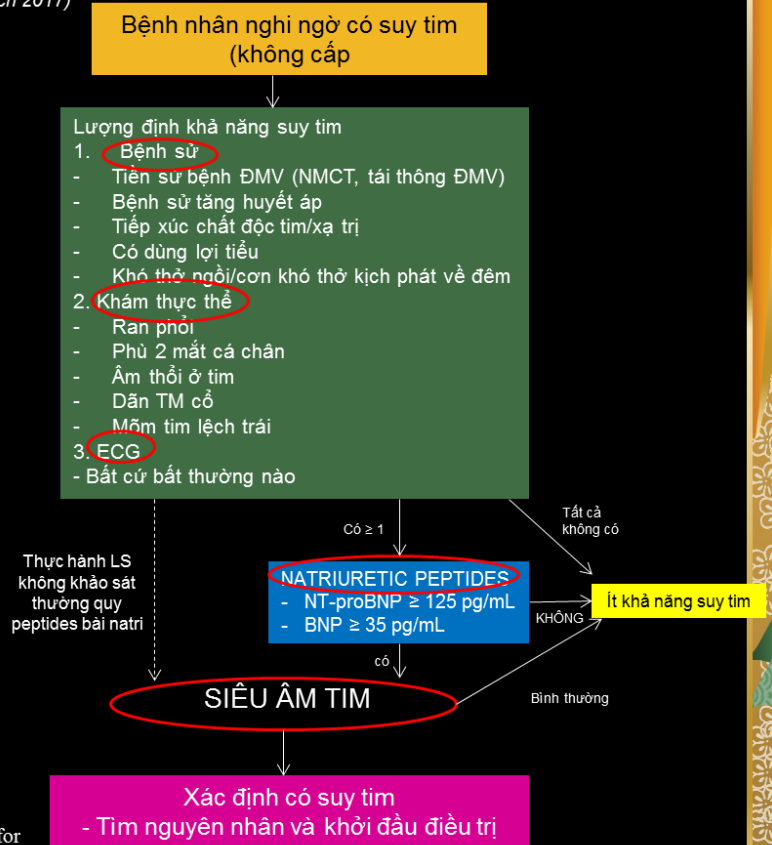 ch 2017)
Bệnh nhân nghi ngờ có suy tim
(không cấp
Lượng định khả năng suy tim
1. Bệnh sử
- Tiền sử bệnh ĐMV (NMCT, tái thông ĐMV)
- Bệnh sử tăng huyết áp
- Tiếp xúc chất độc tim/xạ trị
- Có dùng lợi tiểu
- Khó thở ngồi/cơn khó thở kịch phát về đêm
2. Khám thực thể
- Ran phổi
- Phù 2 mắt cá chân
- Âm thổi ở tim
- Dãn TM cổ
- Mõm tim lệch trái
3. ECG
- Bất cứ bất thường nào
Tất cả
không có
Có ≥ 1
Thực hành LS
không khảo sát
thường quy
peptides bài natri
NATRIURETIC PEPTIDES
- NT-proBNP ≥ 125 pg/mL
- BNP ≥ 35 pg/mL
KHÔNG
Ít khả năng suy tim
có
SIÊU ÂM TIM
Bình thường
Xác định có suy tim
- Tìm nguyên nhân và khởi đầu điều trị
for